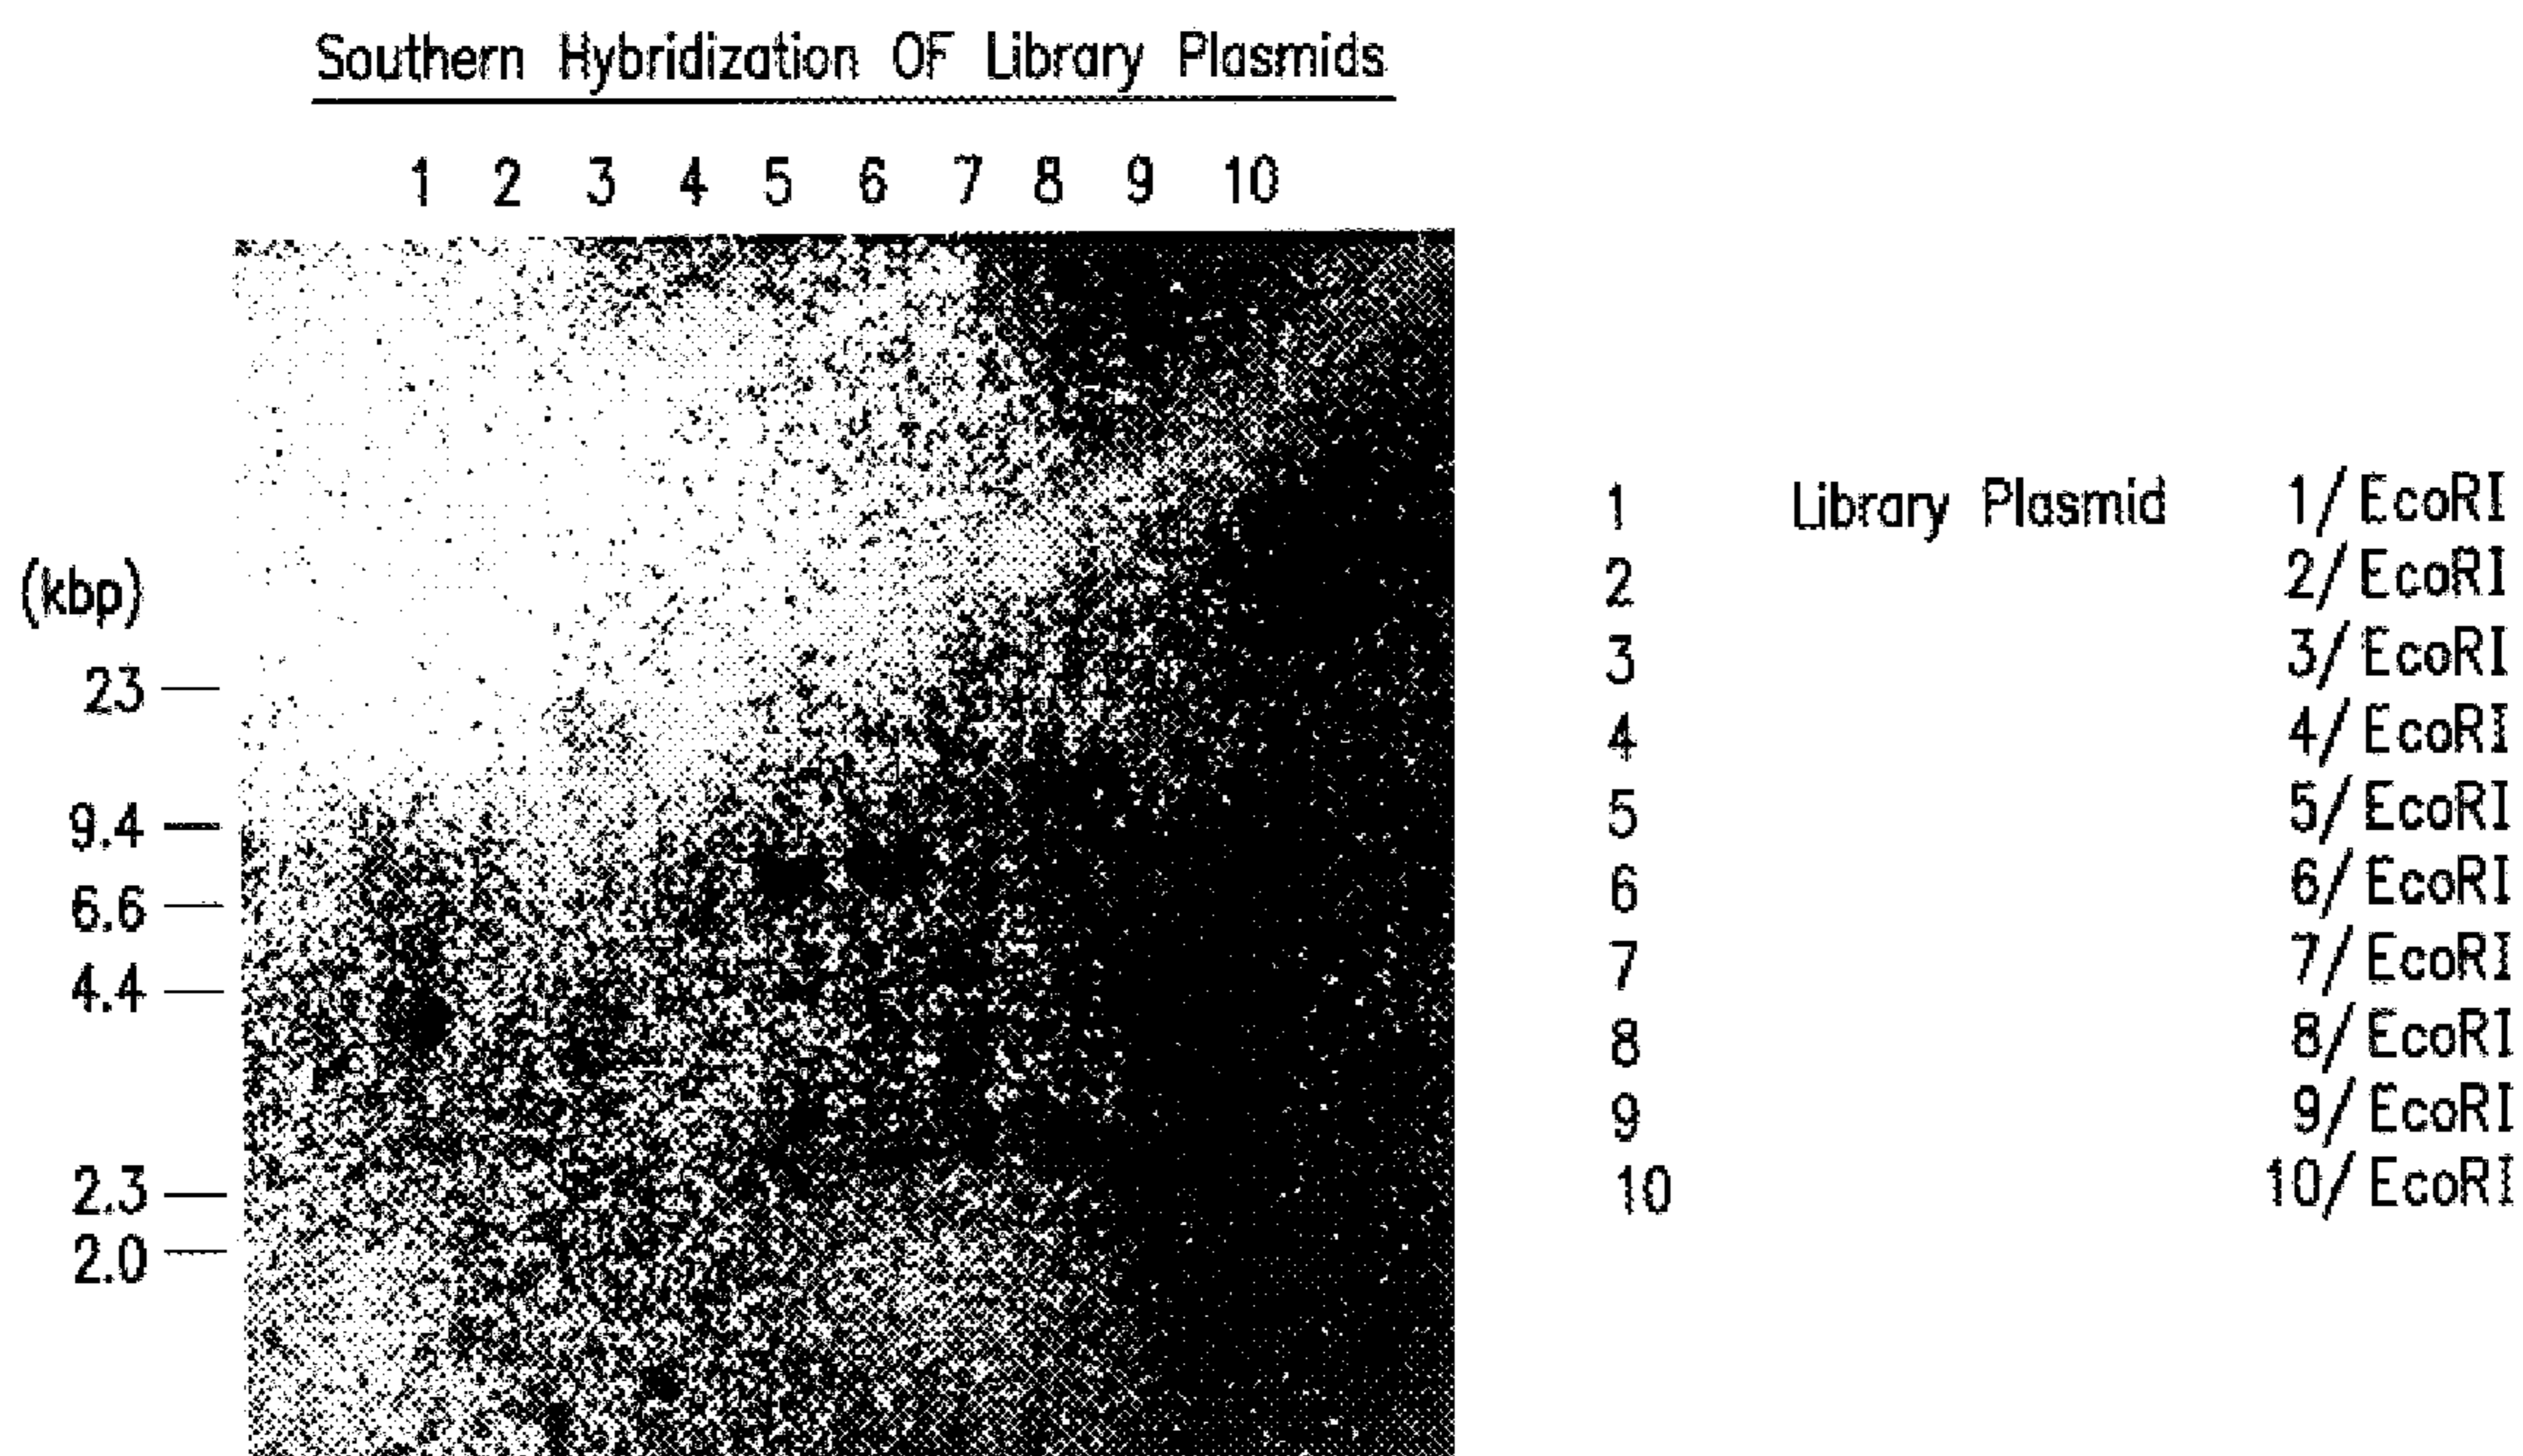 Southern Hybridization OF Library Plasmids
1 2 3 4 5 6 7 8 9 10
(kbp)
23
9.4
6.6
4.4
2.3
2.0
1 Library Plasmid 1/EcoRI
2 2/EcoRI
3 3/EcoRI
4 4/EcoRI
5 5/EcoRI
6 6/EcoRI
7 7/EcoRI
8 8/EcoRI
9 9/EcoRI
10 10/EcoRI